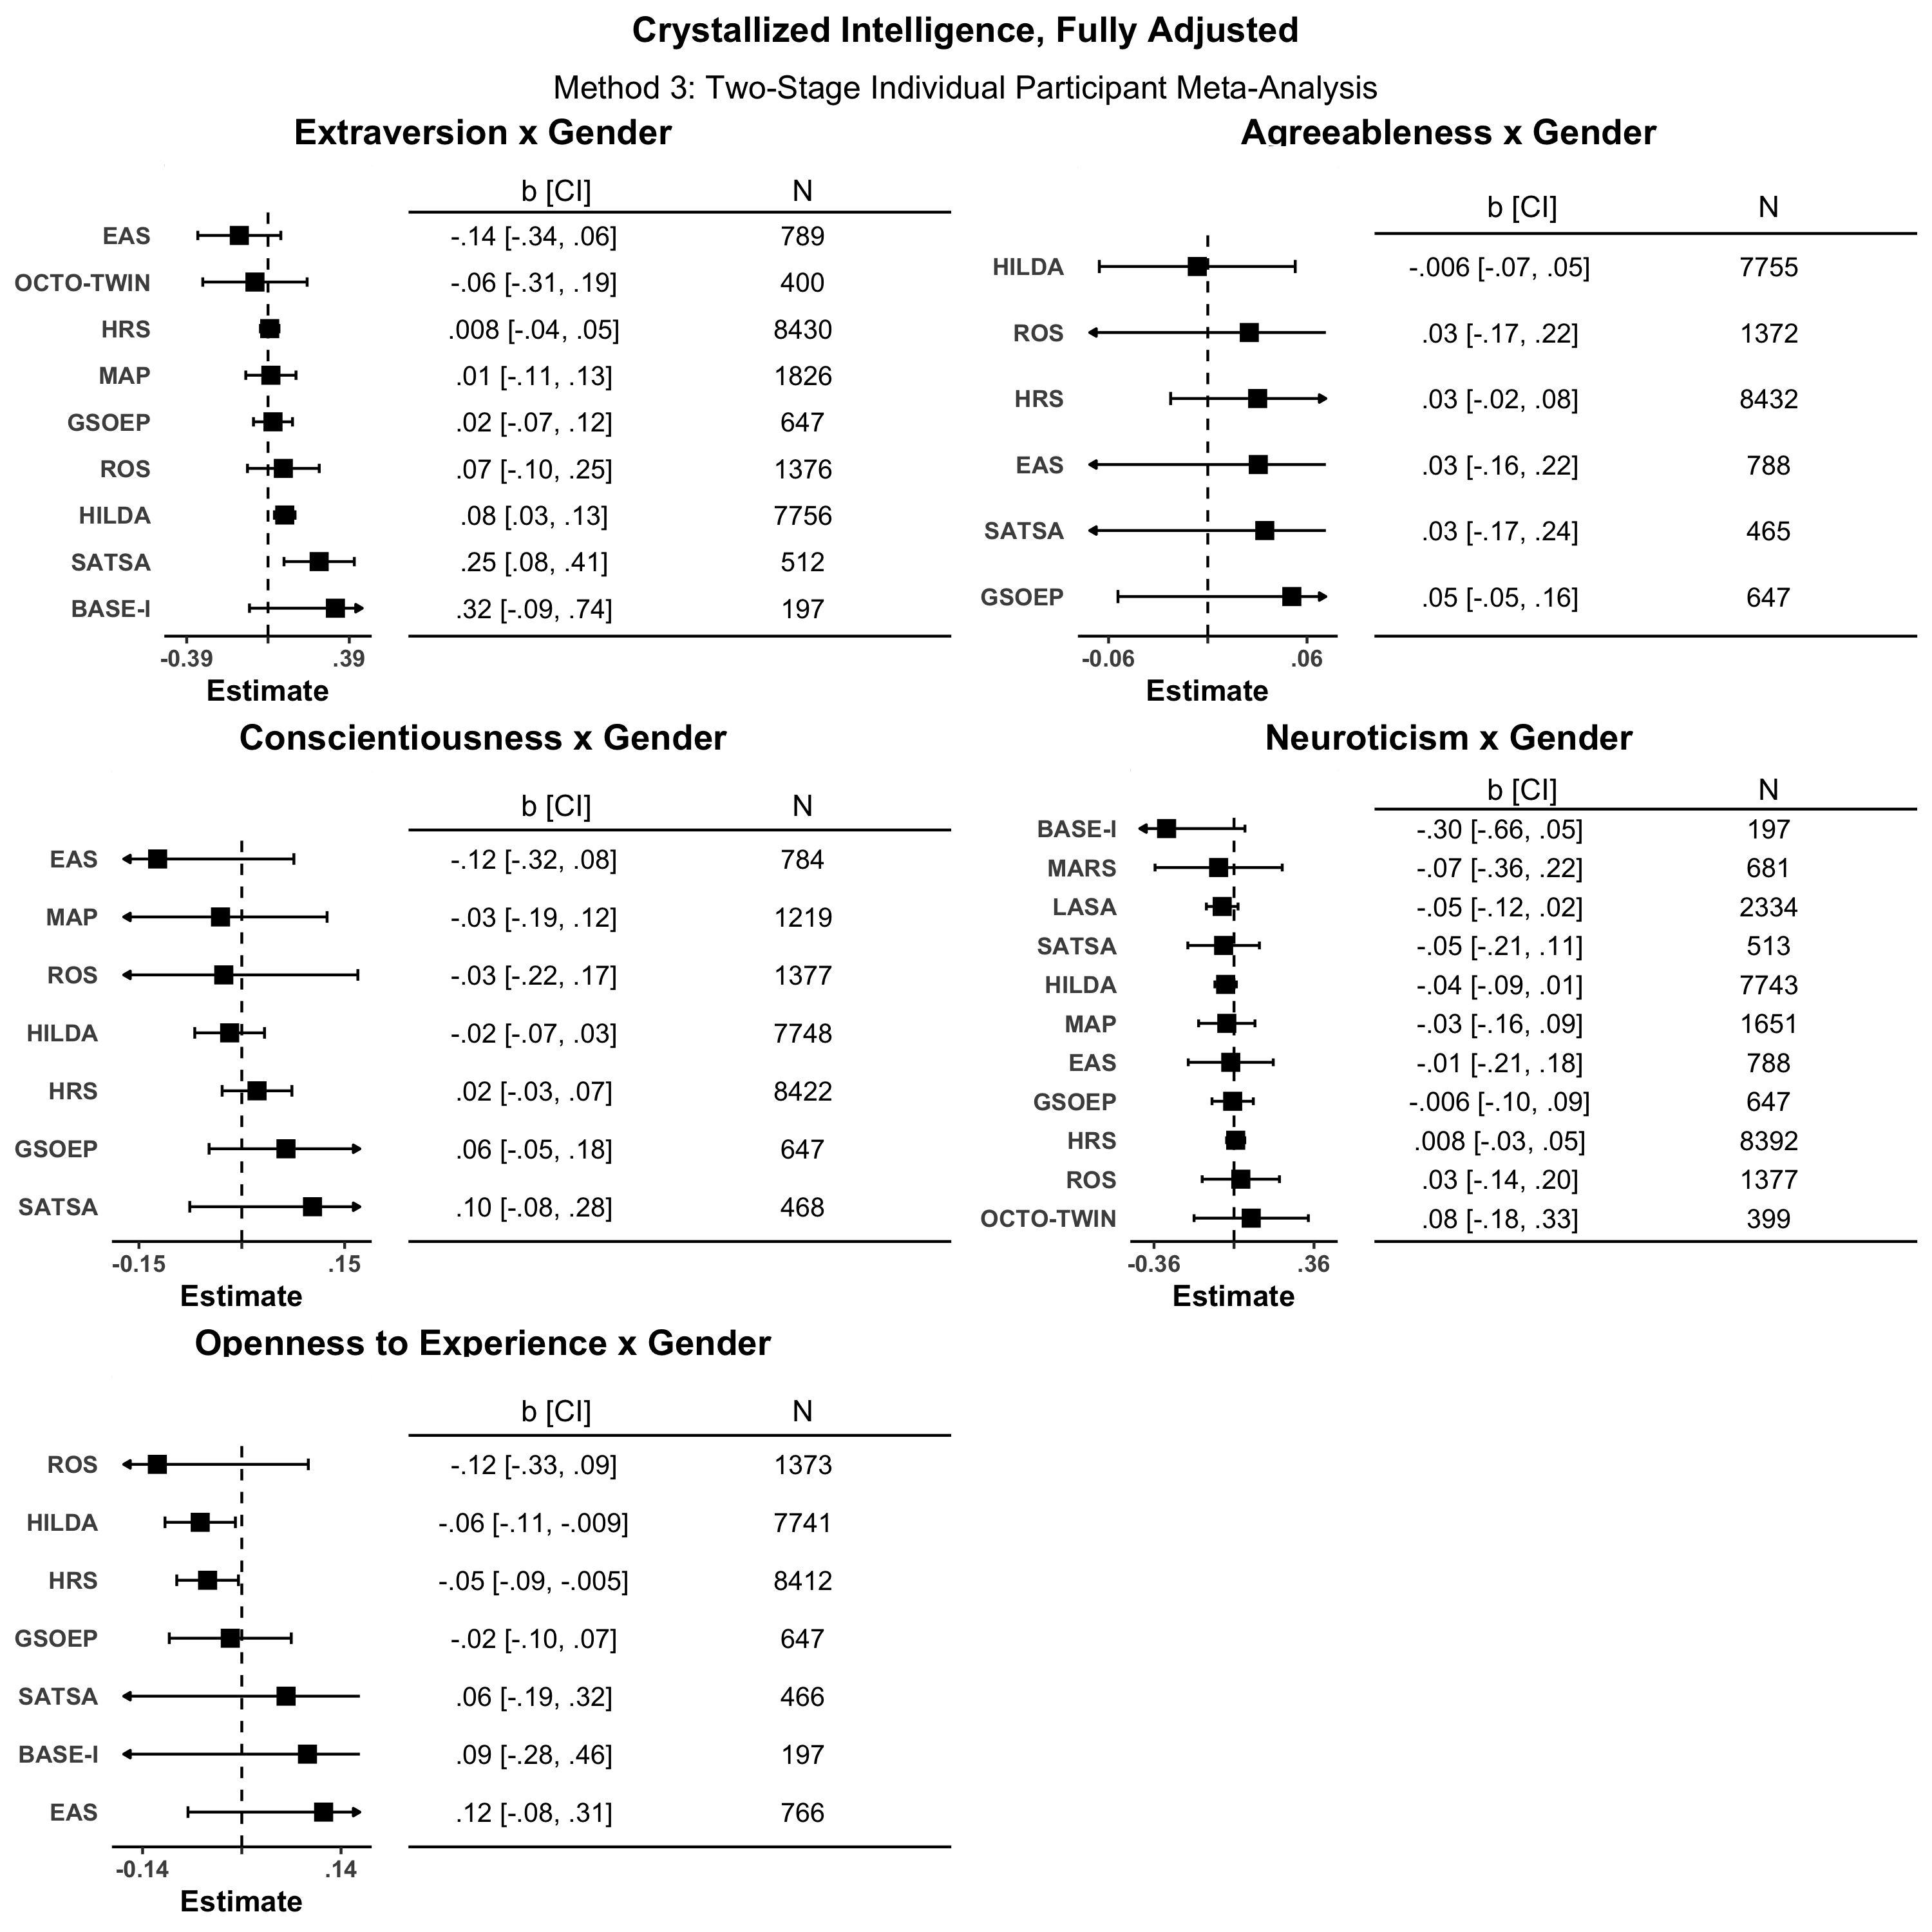 Crystallized Intelligence, Fully Adjusted
Method 3: Two-Stage Individual Participant Meta-Analysis
Extraversion x Gender
b [CI] N
EAS -.14 [-.34, .06] 789
OCTO-TWIN -.06 [-.31, .19] 400
HRS .008 [-.04, .05] 8430
MAP .01 [-.11, .13] 1826
GSOEP .02 [-.07, .12] 647
ROS .07 [-.10, .25] 1376
HILDA .08 [.03, .13] 7756
SATSA .25 [.08, .41] 512
BASE-I .32 [-.09, .74] 197
-0.39 .39
Estimate
Agreeableness x Gender
b [CI] N
HILDA -.006 [-.07, .05] 7755
ROS .03 [-.17, .22] 1372
HRS .03 [-.02, .08] 8432
EAS .03 [-.16, .22] 788
SATSA .03 [-.17, .24] 465
GSOEP .05 [-.05, .16] 647
-0.06 .06
Estimate
Conscientiousness x Gender
b [CI] N
EAS -.12 [-.32, .08] 784
MAP -.03 [-.19, .12] 1219
ROS -.03 [-.22, .17] 1377
HILDA -.02 [-.07, .03] 7748
HRS .02 [-.03, .07] 8422
GSOEP .06 [-.05, .18] 647
SATSA .10 [-.08, .28] 468
-0.15 .15
Estimate
Neuroticism x Gender
b [CI] N
BASE-I -.30 [-.66, .05] 197
MARS -.07 [-.36, .22] 681
LASA -.05 [-.12, .02] 2334
SATSA -.05 [-.21, .11] 513
HILDA -.04 [-.09, .01] 7743
MAP -.03 [-.16, .09] 1651
EAS -.01 [-.21, .18] 788
GSOEP -.006 [-.10, .09] 647
HRS .008 [-.03, .05] 8392
ROS .03 [-.14, .20] 1377
OCTO-TWIN .08 [-.18, .33] 399
-0.36 .36
Estimate
Openness to Experience x Gender
b [CI] N
ROS -.12 [-.33, .09] 1373
HILDA -.06 [-.11, -.009] 7741
HRS -.05 [-.09, -.005] 8412
GSOEP -.02 [-.10, .07] 647
SATSA .06 [-.19, .32] 466
BASE-I .09 [-.28, .46] 197
EAS .12 [-.08, .31] 766
-0.14 .14
Estimate